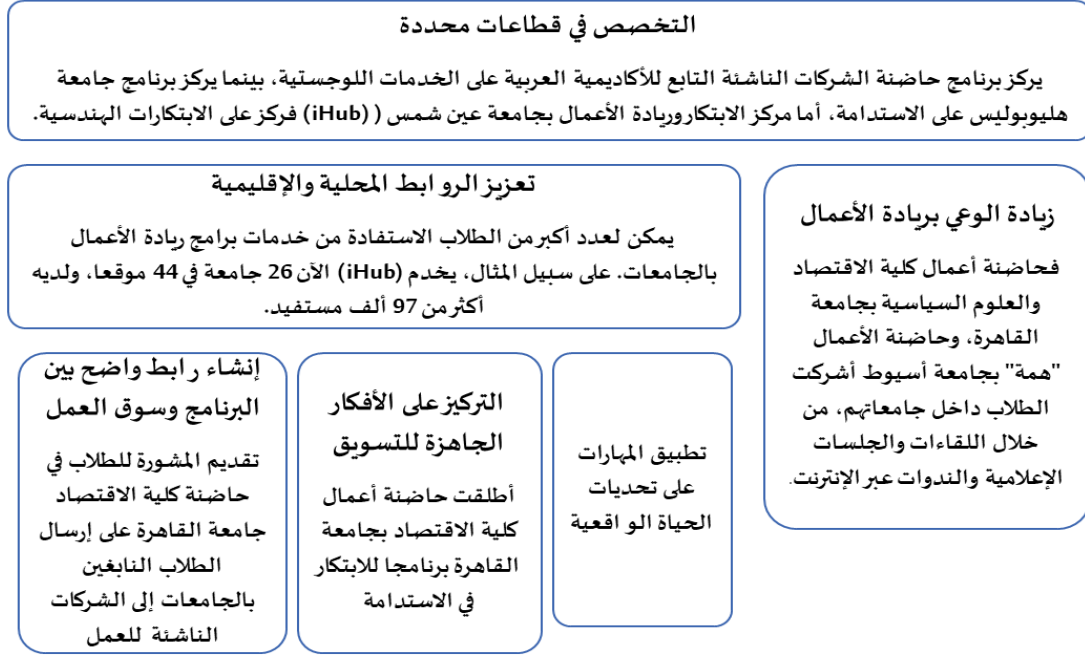 التخصص في قطاعات محددة
يركز برنامج حاضنة الشركات الناشئة التابع للأكاديمية العربية على الخدمات اللوجستية، بينما يركز برنامج جامعة
هليوبوليس على الاستدامة، أما مركز الابتكار وريادة الأعمال بجامعة عين شمس ( (iHub) فركز على الابتكارات الهندسية.
زيادة الوعي بريادة الأعمال
فحاضنة أعمال كلية الاقتصاد
والعلوم السياسية بجامعة
القاهرة، وحاضنة الأعمال
"همة" بجامعة أسيوط أشركت
الطلاب داخل جامعاتهم، من
خلال اللقاءات والجلسات
الإعلامية والندوات عبر الإنترنت.
تعزيز الروابط المحلية والإقليمية
يمكن لعدد أكبر من الطلاب الاستفادة من خدمات برامج ريادة الأعمال
بالجامعات. على سبيل المثال، يخدم (iHub) الآن 26 جامعة في 44 موقعا، ولديه
أكثر من 97 ألف مستفيد.
تطبيق المهارات
على تحديات
الحياة الواقعية
التركيز على الأفكار
الجاهزة للتسويق
أطلقت حاضنة أعمال
كلية الاقتصاد بجامعة
القاهرة برنامجا للابتكار
في الاستدامة
إنشاء رابط واضح بين
البرنامج وسوق العمل
تقديم المشورة للطلاب في
حاضنة كلية الاقتصاد
جامعة القاهرة على إرسال
الطلاب النابغين
بالجامعات إلى الشركات
الناشئة للعمل